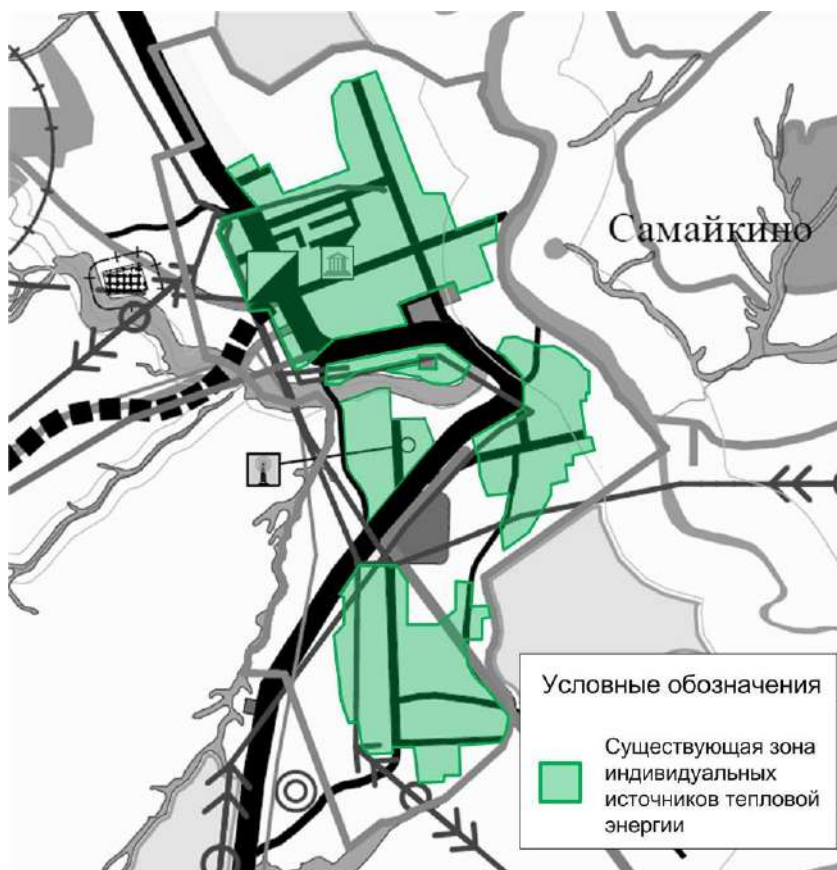 Самайкино
Условные обозначения
Существующая зона
индивидуальных
источников тепловой
энергии